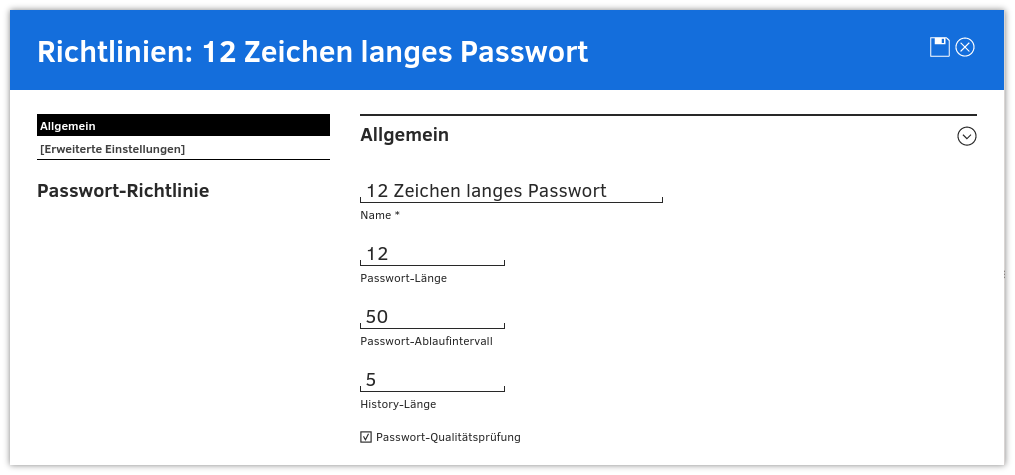 Richtlinien: 12 Zeichen langes Passwort
Allgemein
[Erweiterte Einstellungen]
Passwort-Richtlinie
Allgemein
12 Zeichen langes Passwort
Name *
12
Passwort-Länge
50
Passwort-Ablaufintervall
5
History-Länge
Passwort-Qualitätsprüfung